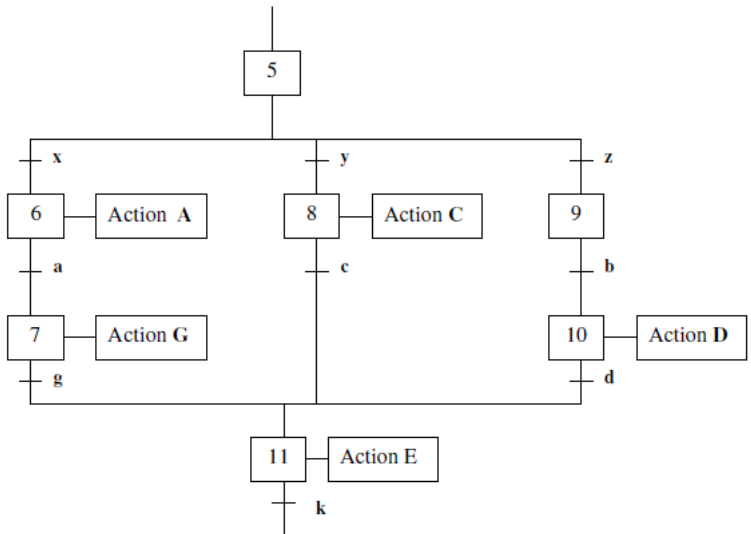 5
x
y
z
6
Action A
8
Action C
9
a
c
b
7
Action G
10
Action D
g
d
11
Action E
k